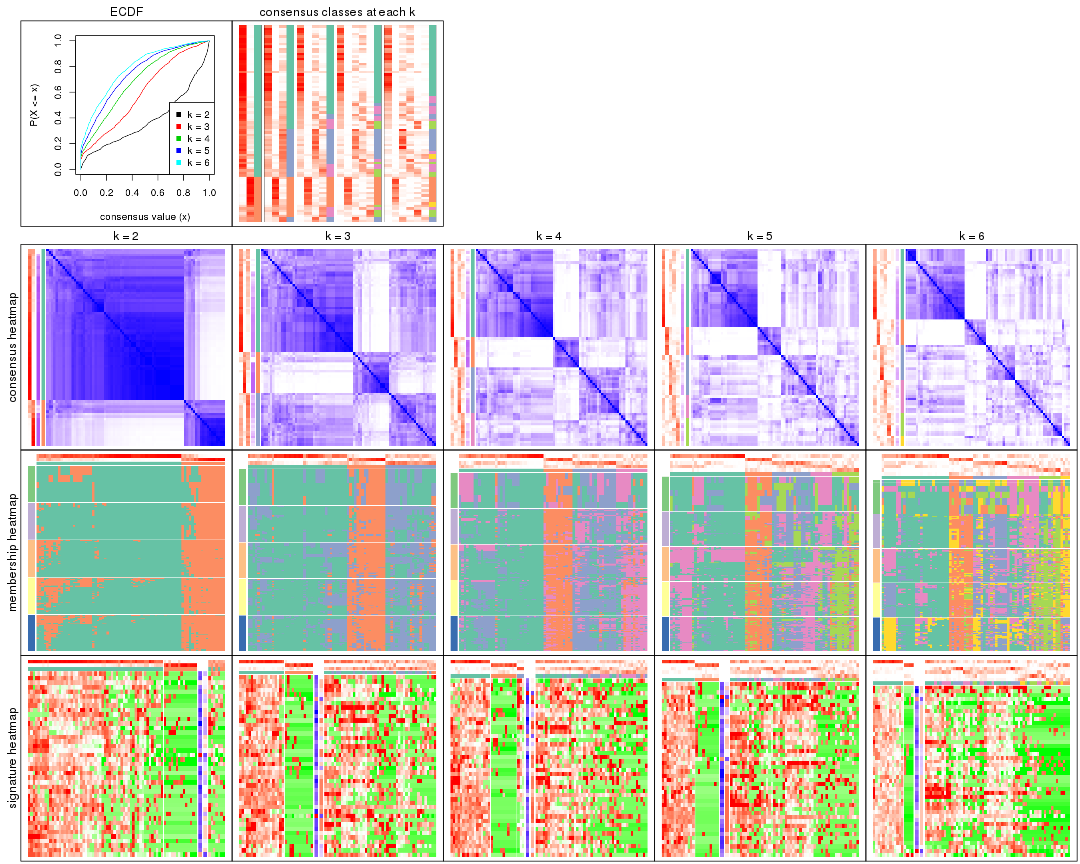 ECDF
consensus classes at each k
P(X <= x)
0.0
0.2
0.4
0.6
0.8
1.0
k = 2
k = 3
k = 4
k = 5
k = 6
0.0 0.2 0.4 0.6 0.8 1.0
consensus value (x)
k = 2
k = 3
k = 4
k = 5
k = 6
consensus heatmap
membership heatmap
signature heatmap